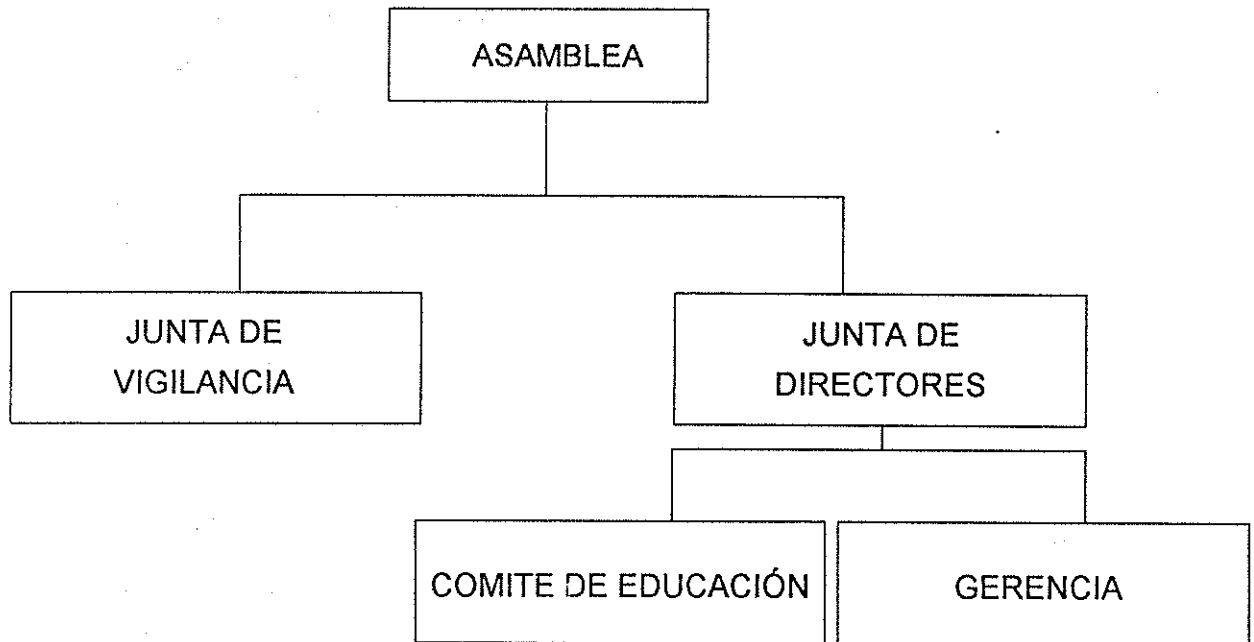 ASAMBLEA
JUNTA DE
VIGILANCIA
JUNTA DE
DIRECTORES
COMITE DE EDUCACIÓN
GERENCIA